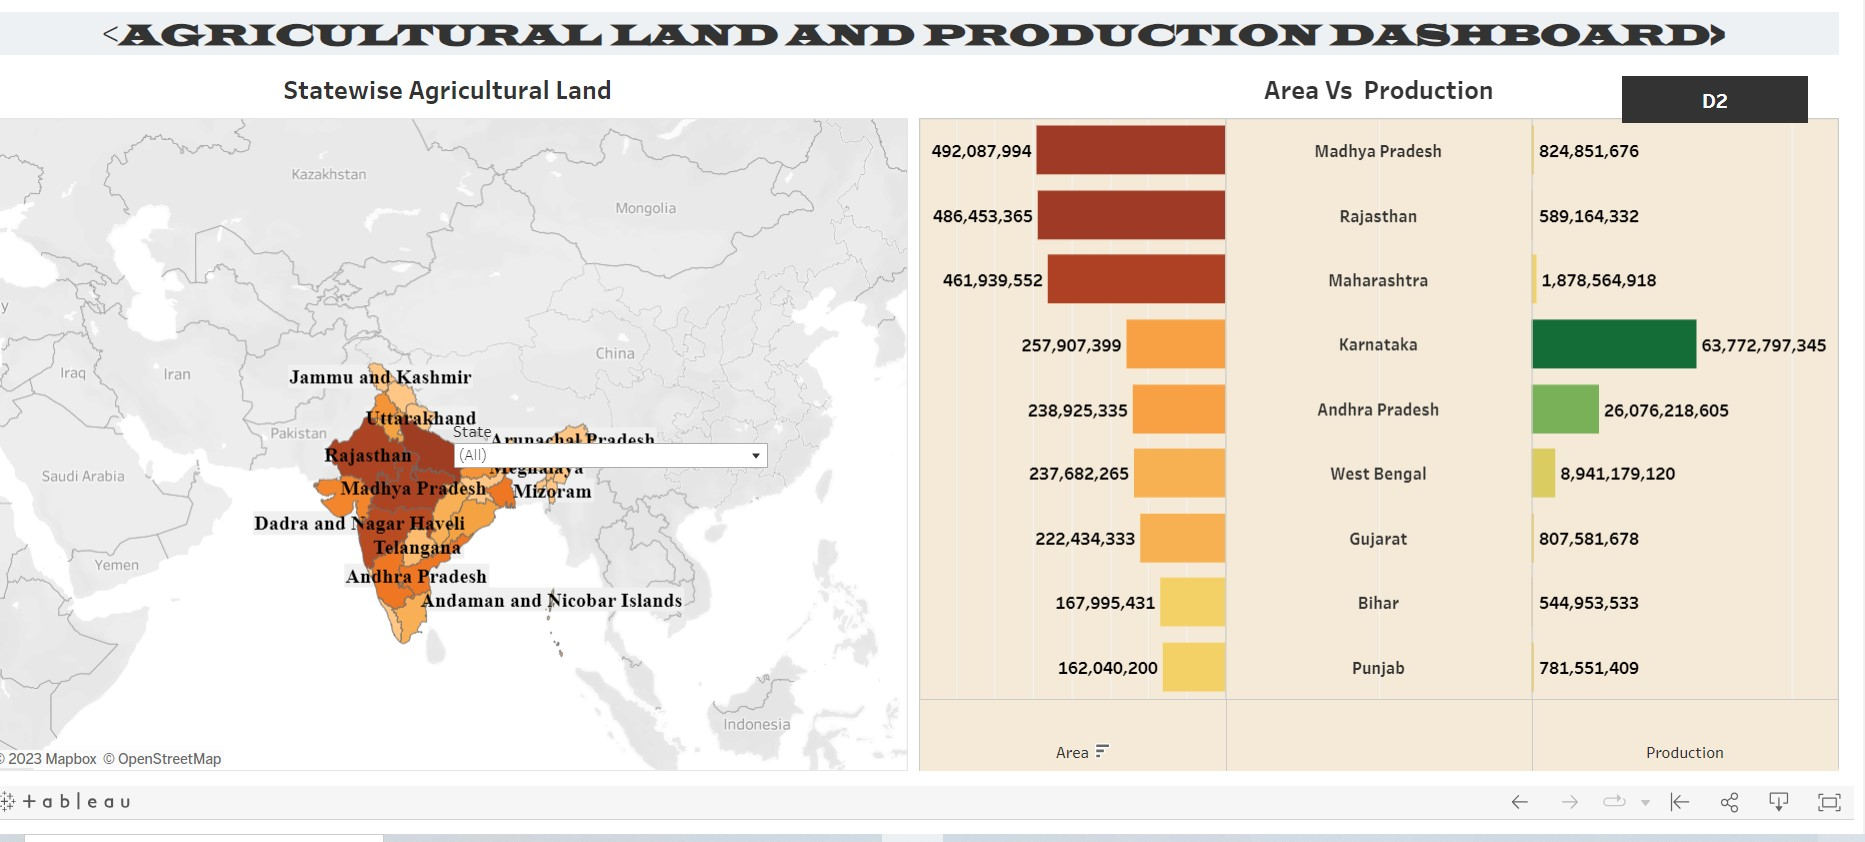 <AGRICULTURAL LAND AND PRODUCTION DASHBOARD>
Statewise Agricultural Land
Kazakhstan
Mongolia
China
Iraq
Iran
Pakistan
Saudi Arabia
Yemen
Indonesia
Jammu and Kashmir
Uttarakhand
State
(All)
Arunachal Pradesh
Rajasthan
Meghalaya
Madhya Pradesh
Mizoram
Dadra and Nagar Haveli
Telangana
Andhra Pradesh
Andaman and Nicobar Islands
© 2023 Mapbox © OpenStreetMap
Area Vs Production
D2
492,087,994 Madhya Pradesh 824,851,676
486,453,365 Rajasthan 589,164,332
461,939,552 Maharashtra 1,878,564,918
257,907,399 Karnataka 63,772,797,345
238,925,335 Andhra Pradesh 26,076,218,605
237,682,265 West Bengal 8,941,179,120
222,434,333 Gujarat 807,581,678
167,995,431 Bihar 544,953,533
162,040,200 Punjab 781,551,409
Area Production
+ableau